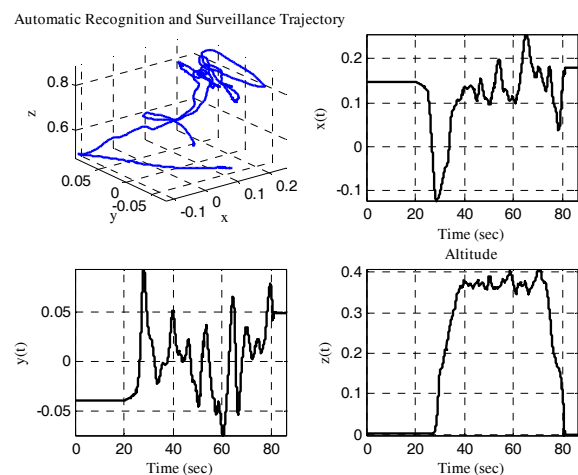 Automatic Recognition and Surveillance Trajectory
0.8
0.6
z
0.05
0
-0.05
y
-0.1
0
0.1
0.2
x
0.2
0.1
0
-0.1
x(t)
0 20 40 60 80
Time (sec)
0.05
0
-0.05
y(t)
0 20 40 60 80
Time (sec)
Altitude
0.4
0.3
0.2
0.1
0
z(t)
0 20 40 60 80
Time (sec)